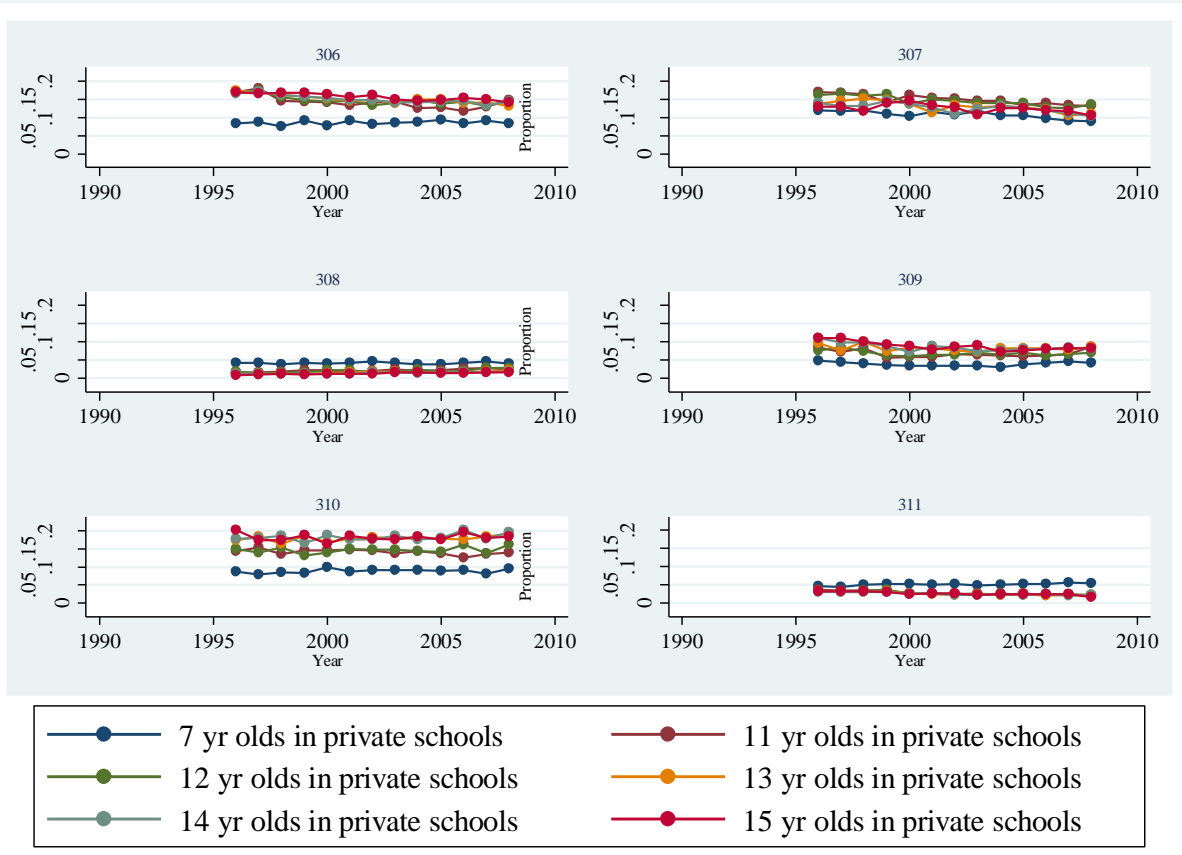 306
0 .05 .1 .15 .2
Proportion
1990 1995 2000 2005 2010
Year
307
0 .05 .1 .15 .2
1990 1995 2000 2005 2010
Year
308
0 .05 .1 .15 .2
Proportion
1990 1995 2000 2005 2010
Year
309
0 .05 .1 .15 .2
1990 1995 2000 2005 2010
Year
310
0 .05 .1 .15 .2
Proportion
1990 1995 2000 2005 2010
Year
311
0 .05 .1 .15 .2
1990 1995 2000 2005 2010
Year
7 yr olds in private schools
11 yr olds in private schools
12 yr olds in private schools
13 yr olds in private schools
14 yr olds in private schools
15 yr olds in private schools